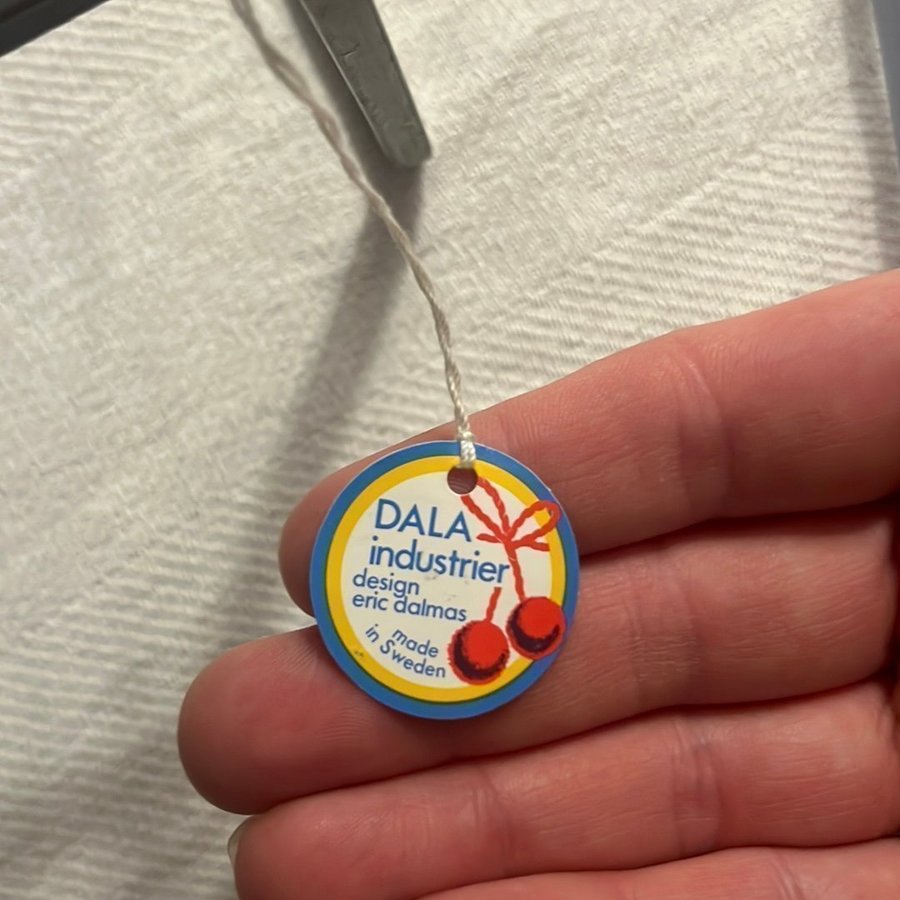 DALA
industrier
design
eric dalmas
made
in Sweden